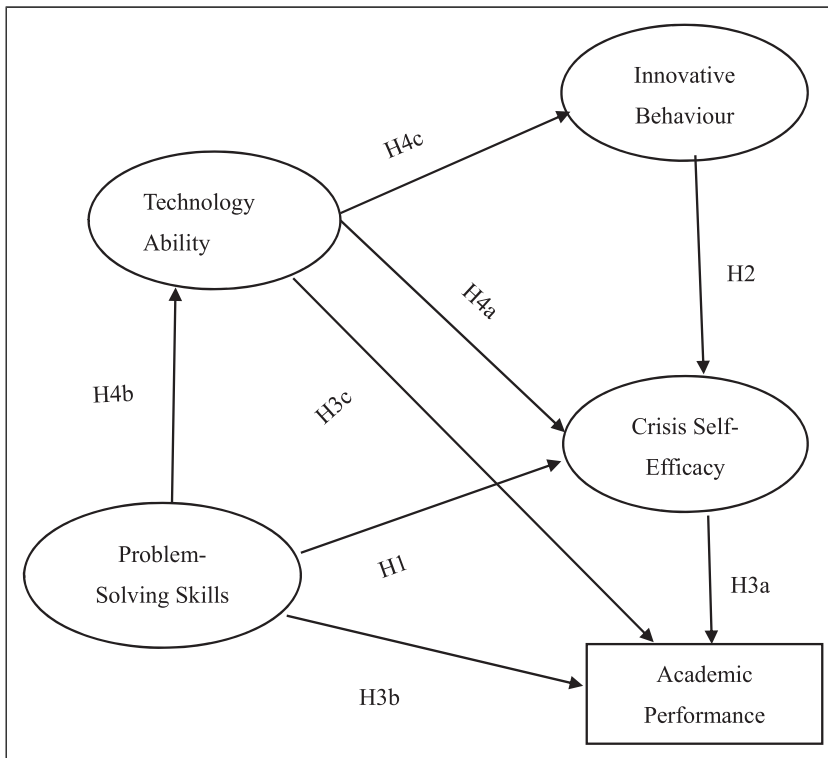 Innovative
Behaviour
H4c
Technology
Ability
H2
H4a
H4b
H3c
Crisis Self-
Efficacy
Problem-
Solving Skills
H1
H3a
H3b
Academic
Performance